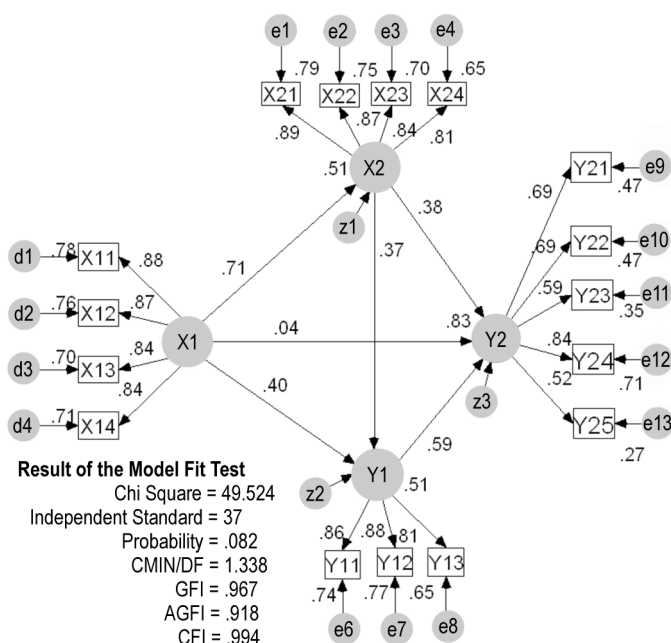 e1 e2 e3 e4
.79 .75 .70 .65
X21 X22 X23 X24
.89 .87 .84 .81
.51 X2
z1
Y21 e9
.69 .47
.38
.37
Y22 e10
.69 .47
d1 .78 X11 .88
.71
Y23 e11
.59 .35
d2 .76 X12 .87
X1 .04 .83 Y2
.84 Y24 e12
.71
d3 .70 X13 .84
.84
.40
z3
.52
d4 .71 X14
Y25 e13
.27
.59
Y1 .51
z2
Result of the Model Fit Test
Chi Square = 49.524
Independent Standard = 37
Probability = .082
CMIN/DF = 1.338
GFI = .967
AGFI = .918
CFI = .994
.86 .88 .81
Y11 Y12 Y13
.74 .77 .65
e6 e7 e8